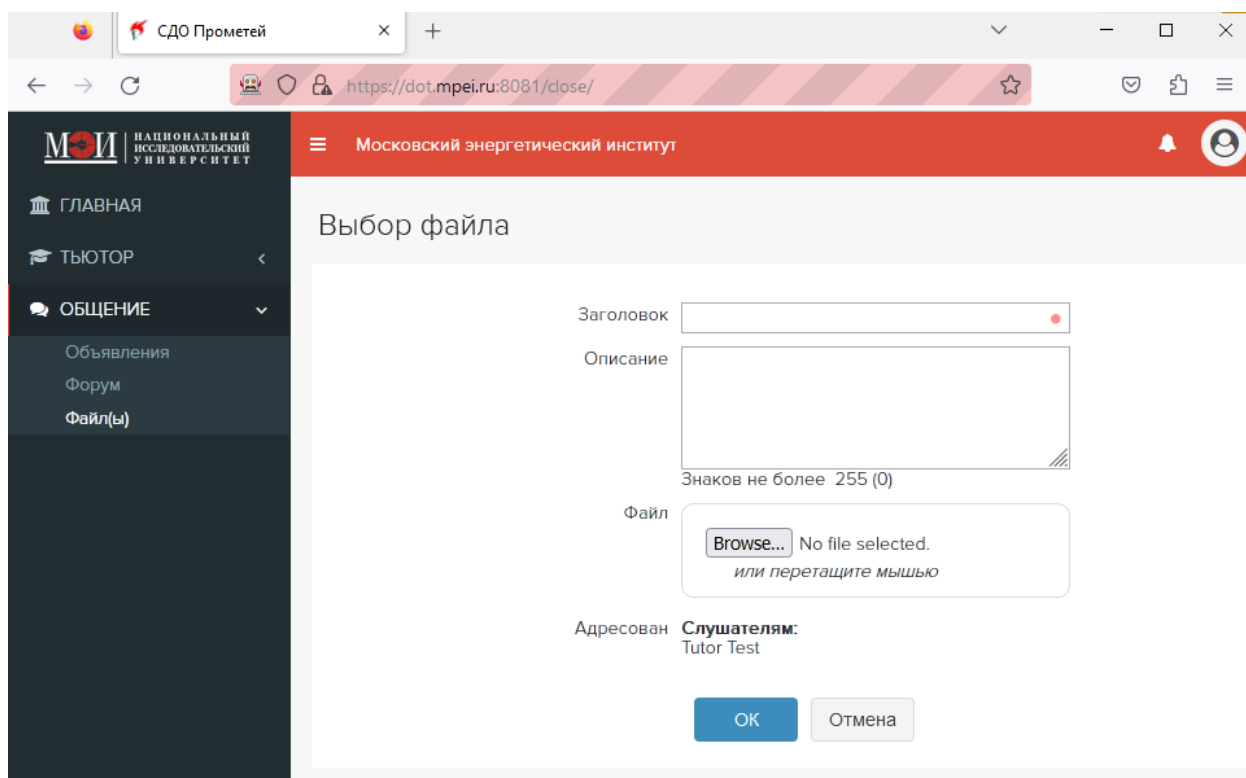 СДО Прометей
https://dot.mpei.ru:8081/close/
МЭИ
НАЦИОНАЛЬНЫЙ
ИССЛЕДОВАТЕЛЬСКИЙ
УНИВЕРСИТЕТ
Московский энергетический институт
ГЛАВНАЯ
ТЬЮТОР
ОБЩЕНИЕ
Объявления
Форум
Файл(ы)
Выбор файла
Заголовок
Описание
Знаков не более 255 (0)
Файл
Browse... No file selected.
или перетащите мышью
Адресован Слушателям:
Tutor Test
ОК Отмена